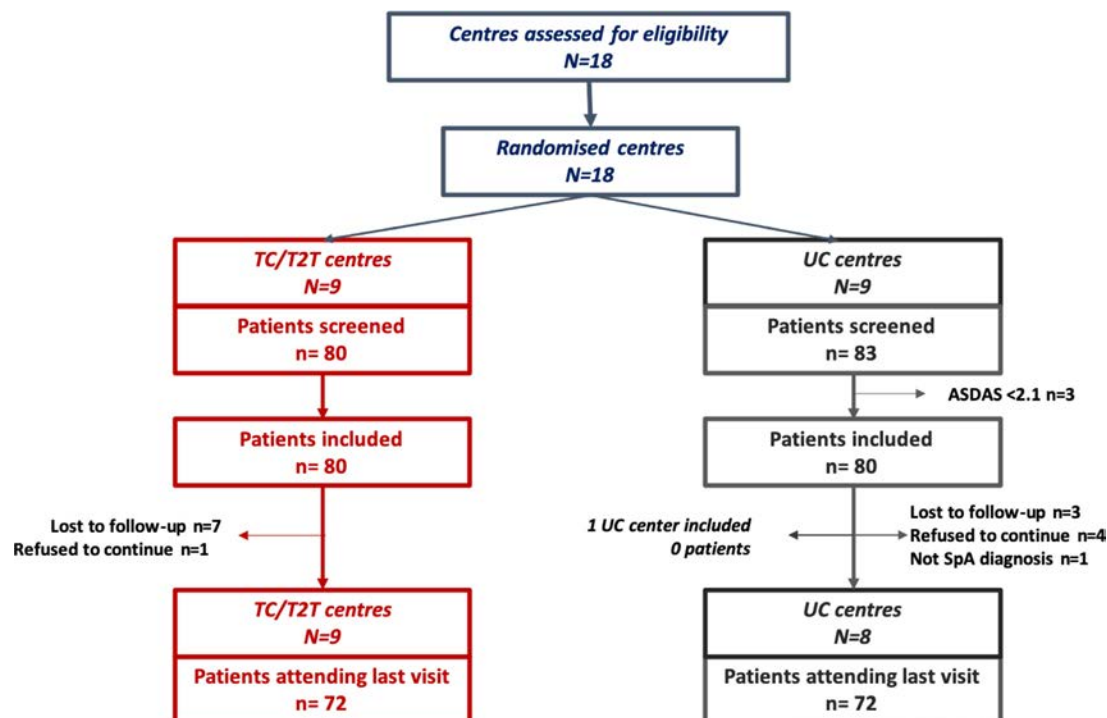 Centres assessed for eligibility
N=18
Randomised centres
N=18
TC/T2T centres
N=9
Patients screened
n= 80
Patients included
n= 80
Lost to follow-up n=7
Refused to continue n=1
TC/T2T centres
N=9
Patients attending last visit
n= 72
UC centres
N=9
Patients screened
n= 83
ASDAS <2.1 n=3
Patients included
n= 80
1 UC center included
0 patients
Lost to follow-up n=3
Refused to continue n=4
Not SpA diagnosis n=1
UC centres
N=8
Patients attending last visit
n= 72